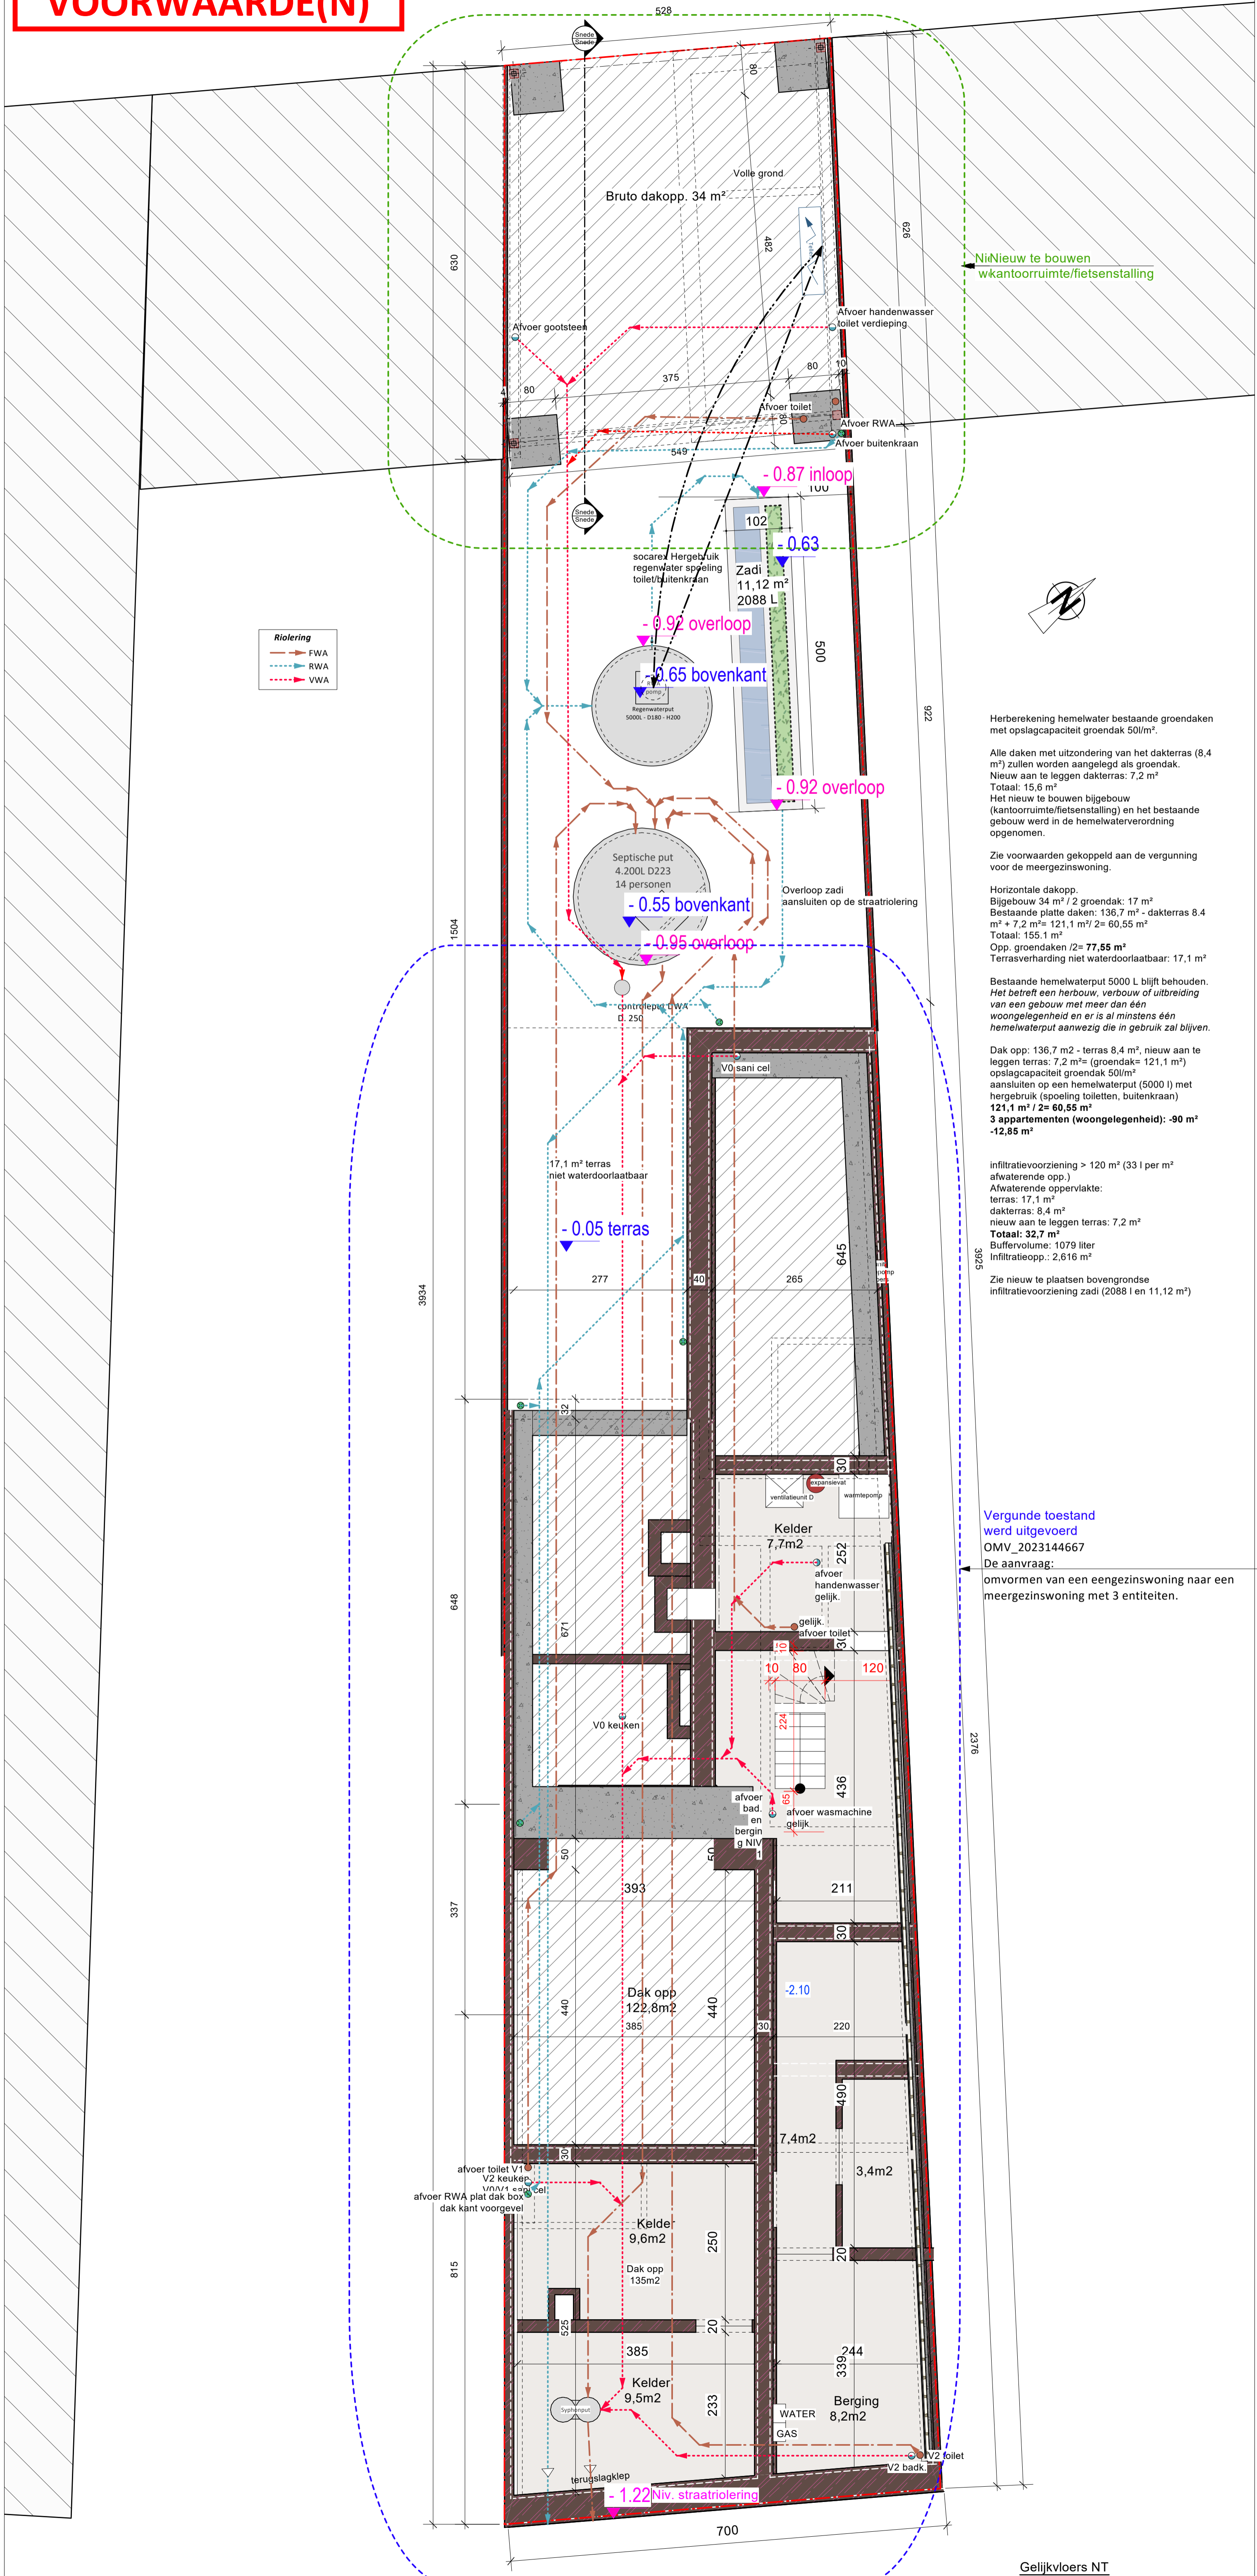 VOORWAARDE(N)
528
Snede
Snede
80
Volle grond
Bruto dakopp. 34 m²
626
482
630
Nieuw te bouwen
kantoorruimte/fietsenstalling
Afvoer handenwasser
toilet verdieping
Afvoer gootsteen
80
10
375
80
4
Afvoer toilet
80
Afvoer RWA
Afvoer buitenkraan
549
- 0.87 inloop
100
Snede
Snede
102
- 0.63
socarex Hergebruik
regenwater spoeling
toilet/buitenkraan
Zadi
11,12 m²
2088 L
- 0.92 overloop
500
Riolering
FWA
RWA
VWA
- 0.65 bovenkant
pomp
Regenwaterput
5000L - D180 - H200
922
- 0.92 overloop
Septische put
4.200L D223
14 personen
- 0.55 bovenkant
Overloop zadi
aansluiten op de straatriolering
- 0.95 overloop
1504
controleput DWA
D. 250
V0 sani cel
Herberekening hemelwater bestaande groendaken
met opslagcapaciteit groendak 50l/m².
Alle daken met uitzondering van het dakterras (8,4
m²) zullen worden aangelegd als groendak.
Nieuw aan te leggen dakterras: 7,2 m²
Totaal: 15,6 m²
Het nieuw te bouwen bijgebouw
(kantoorruimte/fietsenstalling) en het bestaande
gebouw werd in de hemelwaterverordning
opgenomen.
Zie voorwaarden gekoppeld aan de vergunning
voor de meergezinswoning.
Horizontale dakopp.
Bijgebouw 34 m² / 2 groendak: 17 m²
Bestaande platte daken: 136,7 m² - dakterras 8.4
m² + 7,2 m²= 121,1 m²/ 2= 60,55 m²
Totaal: 155.1 m²
Opp. groendaken /2= 77,55 m²
Terrasverharding niet waterdoorlaatbaar: 17,1 m²
Bestaande hemelwaterput 5000 L blijft behouden.
Het betreft een herbouw, verbouw of uitbreiding
van een gebouw met meer dan één
woongelegenheid en er is al minstens één
hemelwaterput aanwezig die in gebruik zal blijven.
Dak opp: 136,7 m2 - terras 8,4 m², nieuw aan te
leggen terras: 7,2 m²= (groendak= 121,1 m²)
opslagcapaciteit groendak 50l/m²
aansluiten op een hemelwaterput (5000 l) met
hergebruik (spoeling toiletten, buitenkraan)
121,1 m² / 2= 60,55 m²
3 appartementen (woongelegenheid): -90 m²
-12,85 m²
infiltratievoorziening > 120 m² (33 l per m²
afwaterende opp.)
Afwaterende oppervlakte:
terras: 17,1 m²
dakterras: 8,4 m²
nieuw aan te leggen terras: 7,2 m²
Totaal: 32,7 m²
Buffervolume: 1079 liter
Infiltratieopp.: 2,616 m²
Zie nieuw te plaatsen bovengrondse
infiltratievoorziening zadi (2088 l en 11,12 m²)
17,1 m² terras
niet waterdoorlaatbaar
- 0.05 terras
645
3925
277
40
265
3934
32
30
expansievat
ventilatieunit D
warmtepomp
Kelder
7,7m2
252
afvoer
handenwasser
gelijk.
gelijk.
afvoer toilet
30
10
Vergunde toestand
werd uitgevoerd
OMV_2023144667
De aanvraag:
omvormen van een eengezinswoning naar een
meergezinswoning met 3 entiteiten.
648
671
10
80
120
V0 keuken
224
2376
436
65
afvoer
bad.
en
bergin
g NIV
1
afvoer wasmachine
gelijk.
50
50
393
211
337
30
-2.10
Dak opp
122,8m2
440
440
385
30
220
490
7,4m2
3,4m2
30
afvoer toilet V1
V2 keuken
V0/V1 sani cel
afvoer RWA plat dak box
dak kant voorgevel
Kelder
9,6m2
250
20
Dak opp
135m2
815
525
20
385
244
339
Kelder
9,5m2
233
Berging
8,2m2
Syphonput
WATER
GAS
V2 toilet
V2 badk.
terugslagklep
- 1.22 Niv. straatriolering
700
Gelijkvloers NT